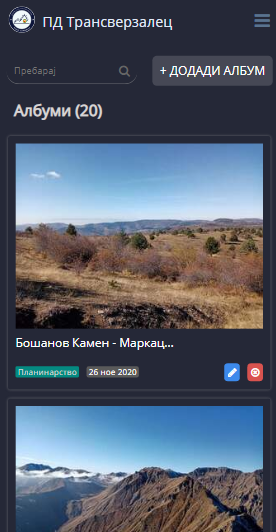 ПД Трансверзалец
Пребарај
+ ДОДАДИ АЛБУМ
Албуми (20)
Бошанов Камен - Маркац...
Планинарство
26 ное 2020